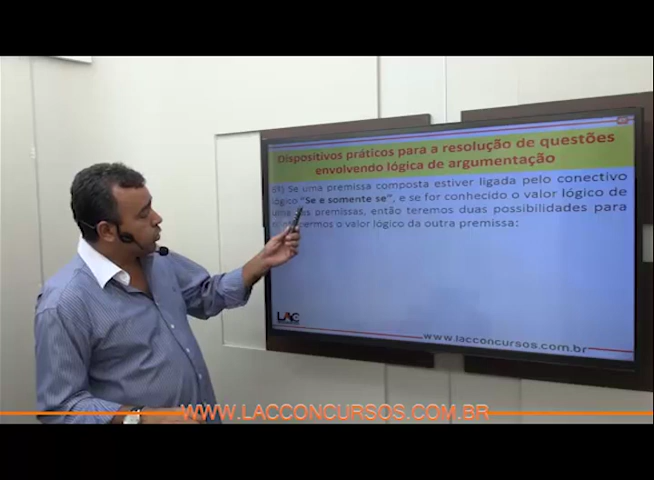 Dispositivos práticos para a resolução de questões
envolvendo lógica de argumentação
Se uma premissa composta estiver ligada pelo conectivo
lógico "Se e somente se", e se for conhecido o valor lógico de
uma das premissas, então teremos duas possibilidades para
o valor lógico da outra premissa:
LAC
www.lacconcursos.com.br
WWW.LACCONCURSOS.COM.BR